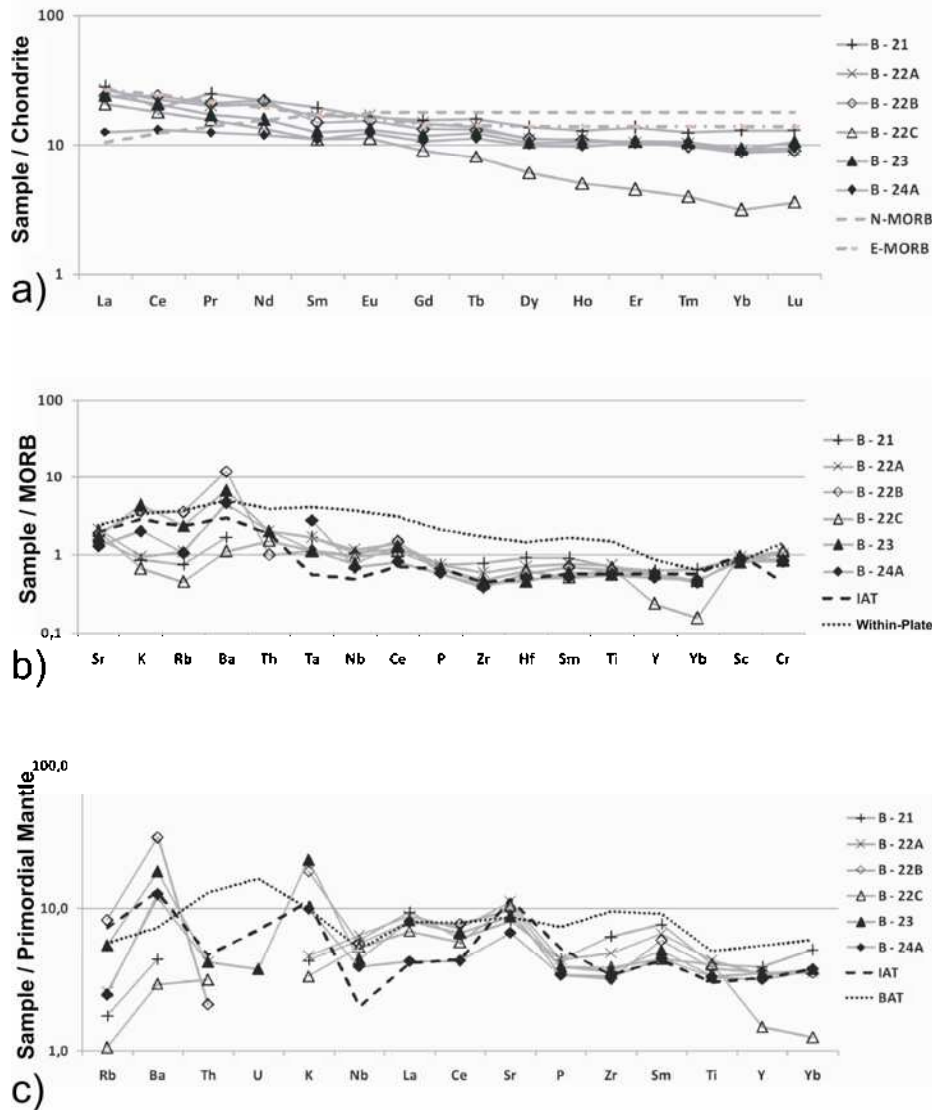 100
10
1
Sample / Chondrite
a)
La Ce Pr Nd Sm Eu Gd Tb Dy Ho Er Tm Yb Lu
B - 21
B - 22A
B - 22B
B - 22C
B - 23
B - 24A
N-MORB
E-MORB
100
10
1
0,1
Sample / MORB
b)
Sr K Rb Ba Th Ta Nb Ce P Zr Hf Sm Ti Y Yb Sc Cr
B - 21
B - 22A
B - 22B
B - 22C
B - 23
B - 24A
IAT
Within-Plate
100,0
10,0
1,0
Sample / Primordial Mantle
c)
Rb Ba Th U K Nb La Ce Sr P Zr Sm Ti Y Yb
B - 21
B - 22A
B - 22B
B - 22C
B - 23
B - 24A
IAT
BAT